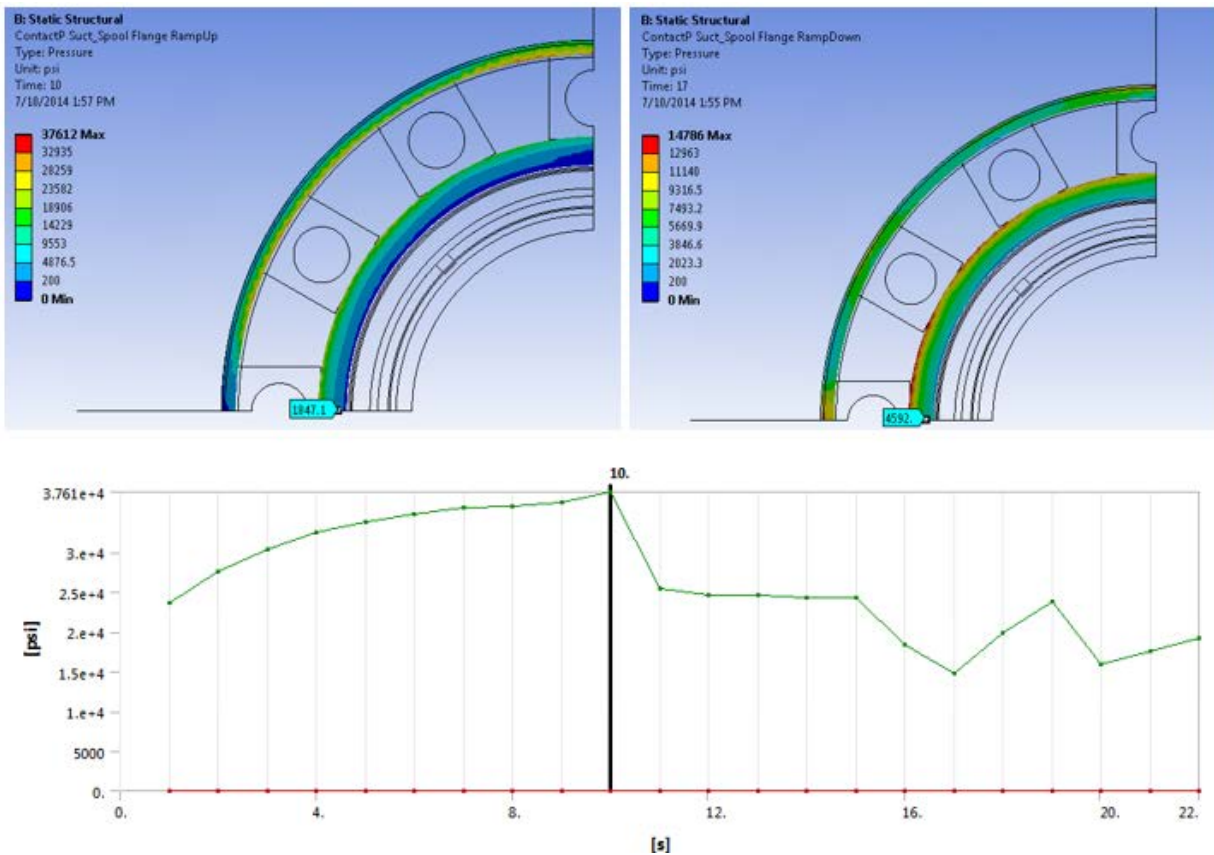 B: Static Structural
ContactP Suct_Spool Flange RampUp
Type: Pressure
Unit: psi
Time: 10
7/10/2014 1:57 PM
37612 Max
32935
28259
23582
18906
14229
9553
4876.5
200
0 Min
1847.1
B: Static Structural
ContactP Suct_Spool Flange RampDown
Type: Pressure
Unit: psi
Time: 17
7/10/2014 1:55 PM
14786 Max
12963
11140
9316.5
7493.2
5669.9
3846.6
2023.3
200
0 Min
4592.
10.
3.761e+4
3.e+4
2.5e+4
2.e+4
1.5e+4
1.e+4
5000
0.
[psi]
0. 4. 8. 12. 16. 20. 22.
[s]